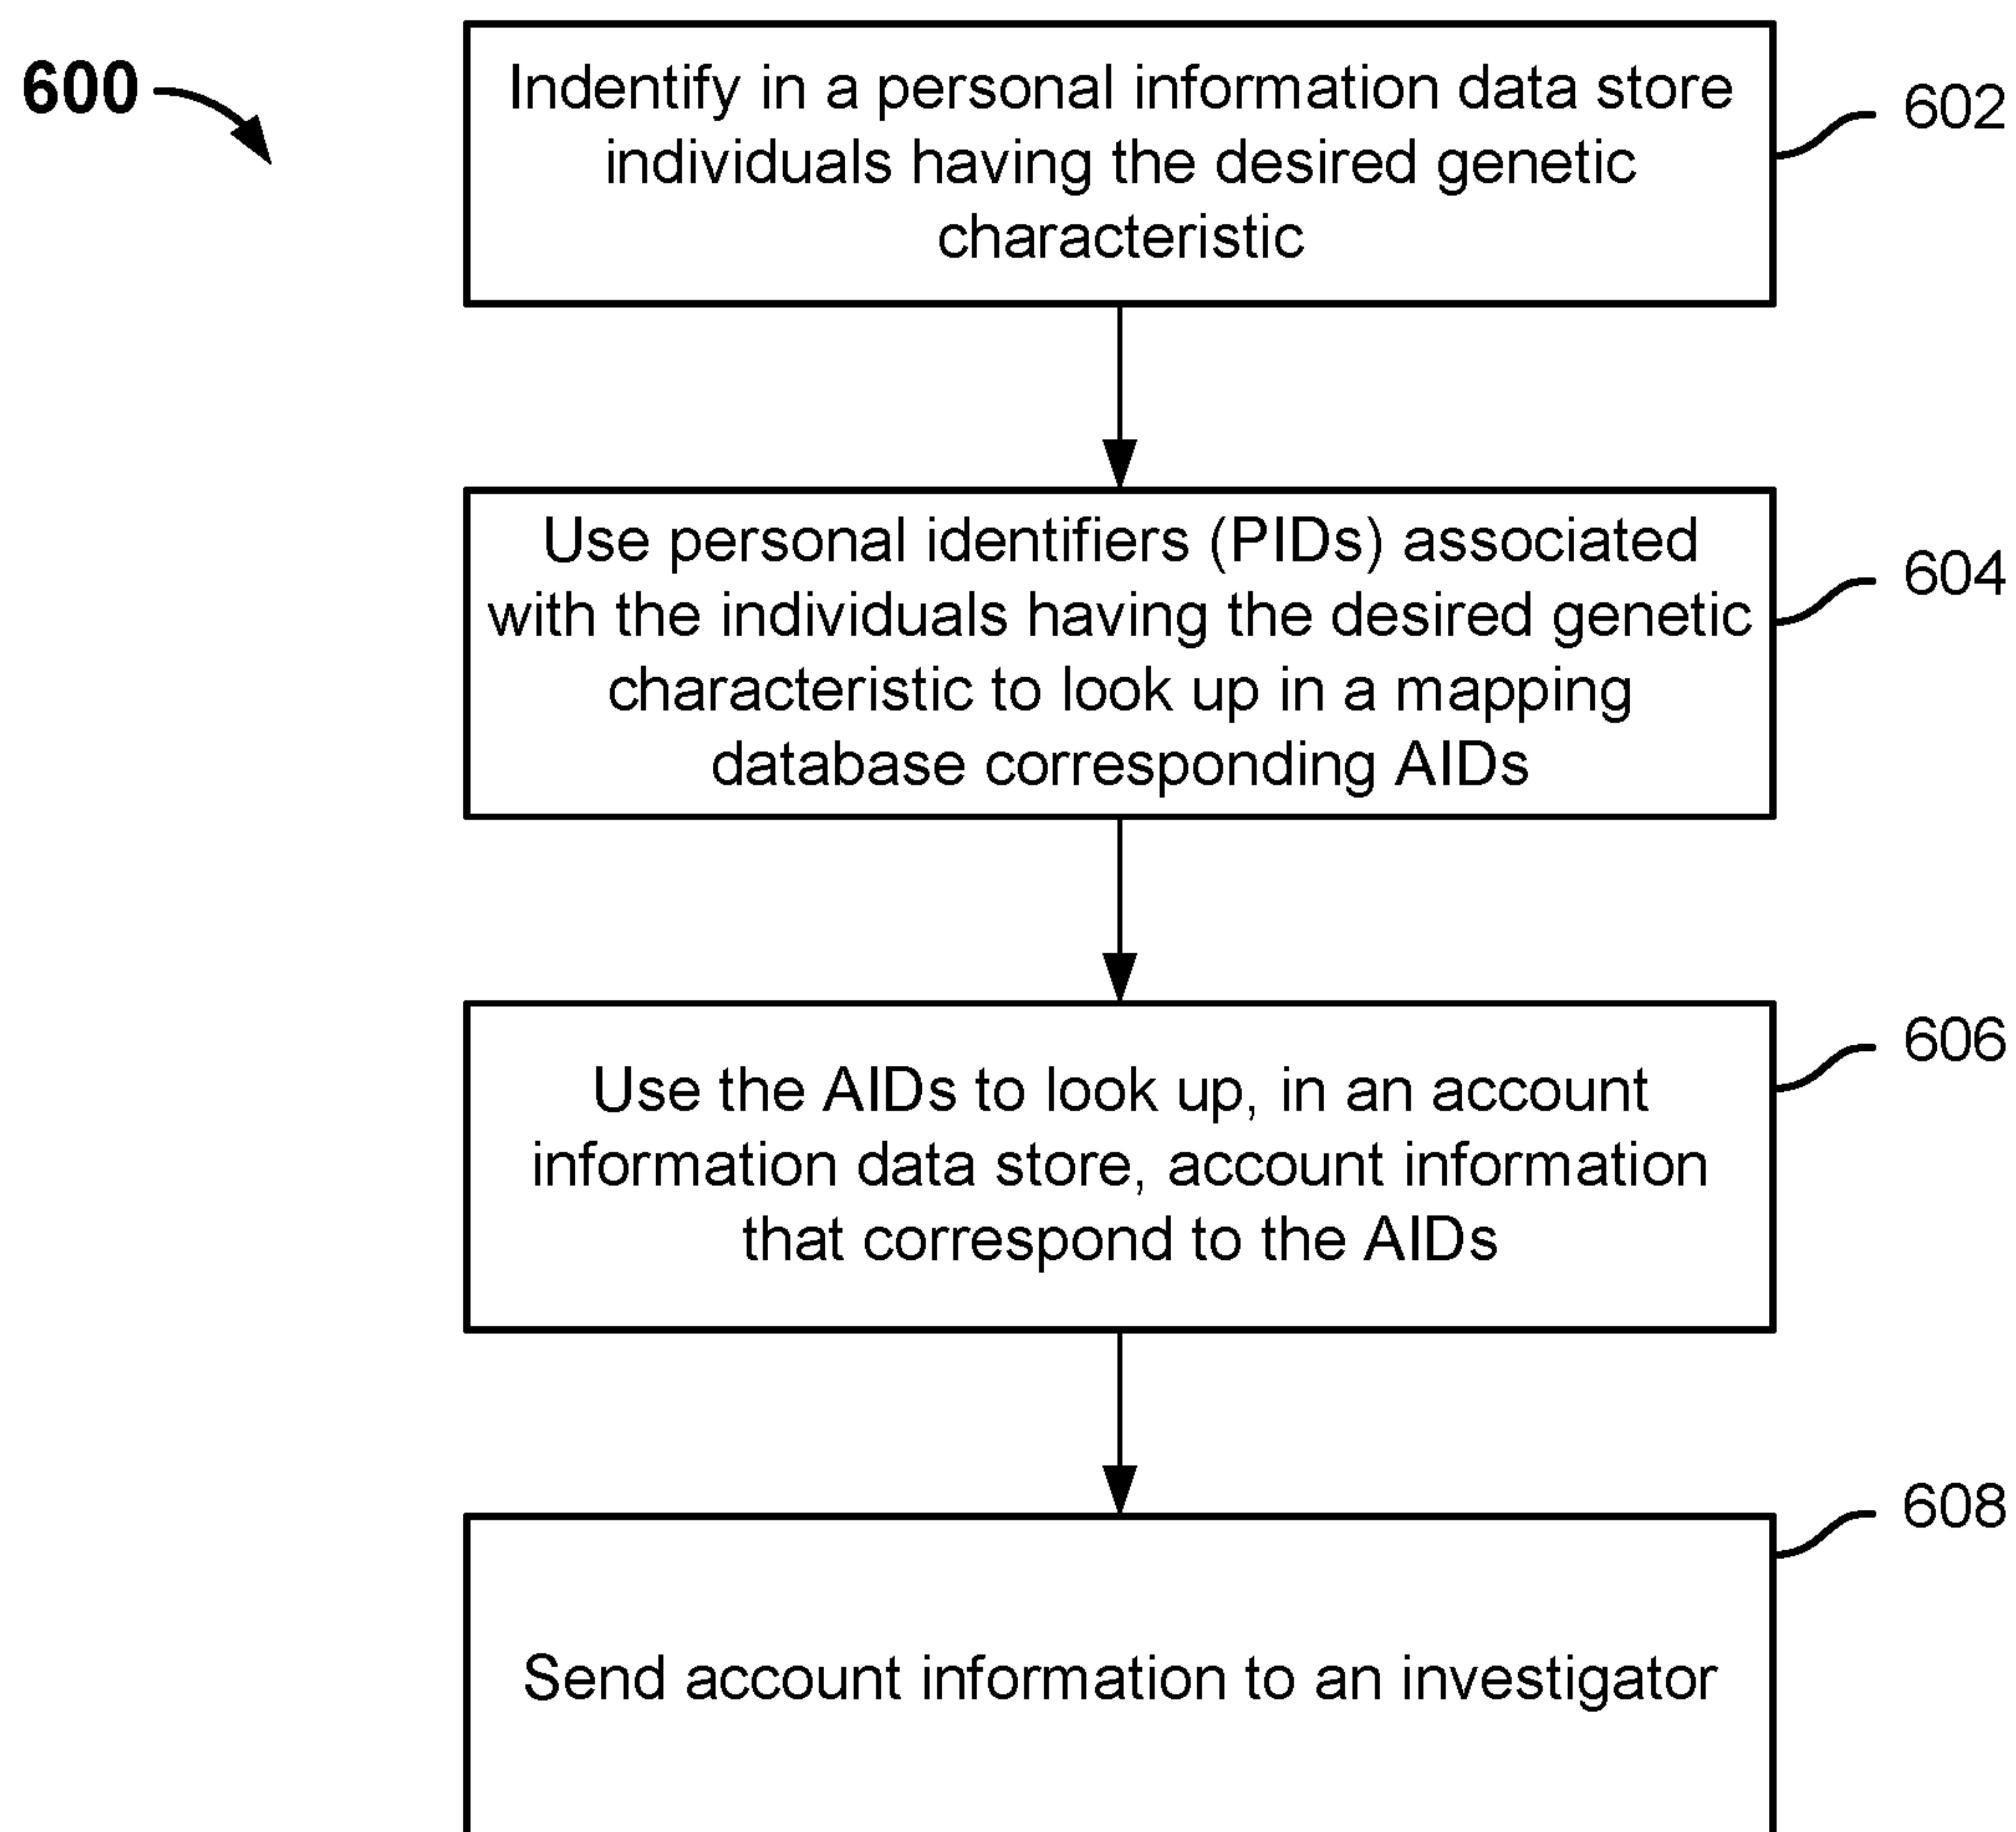 600
Indentify in a personal information data store
individuals having the desired genetic
characteristic
602
Use personal identifiers (PIDs) associated
with the individuals having the desired genetic
characteristic to look up in a mapping
database corresponding AIDs
604
Use the AIDs to look up, in an account
information data store, account information
that correspond to the AIDs
606
Send account information to an investigator
608